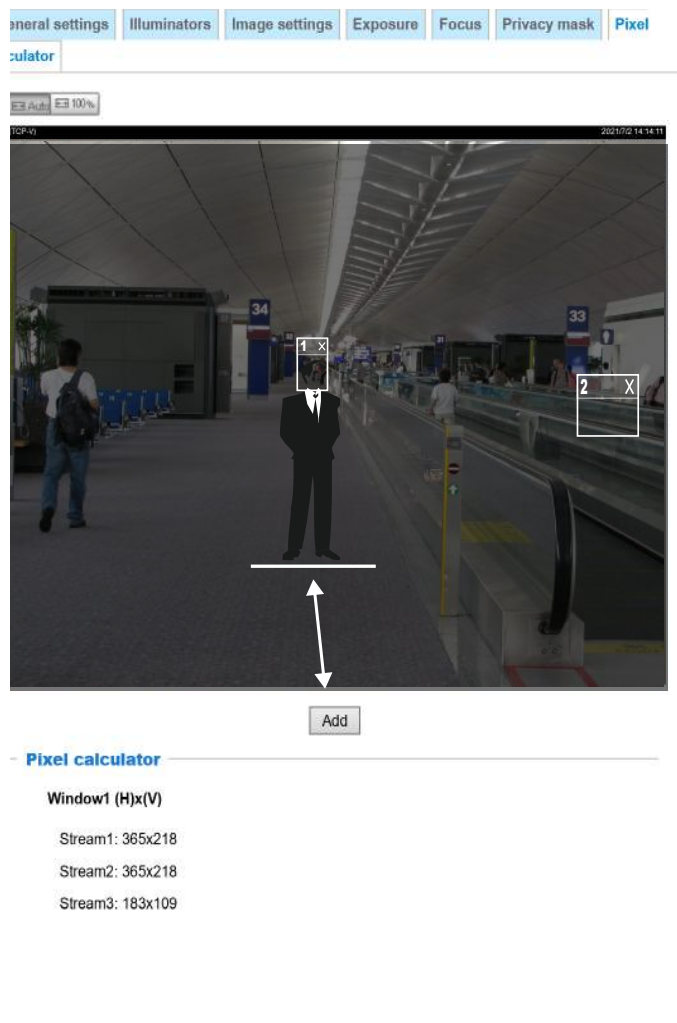 eneral settings Illuminators Image settings Exposure Focus Privacy mask Pixel
culator
Auto 100%
(TCP-V) 2021/7/2 14:14:11
34
33
1 X
2 X
Add
Pixel calculator
Window1 (H)x(V)
Stream1: 365x218
Stream2: 365x218
Stream3: 183x109